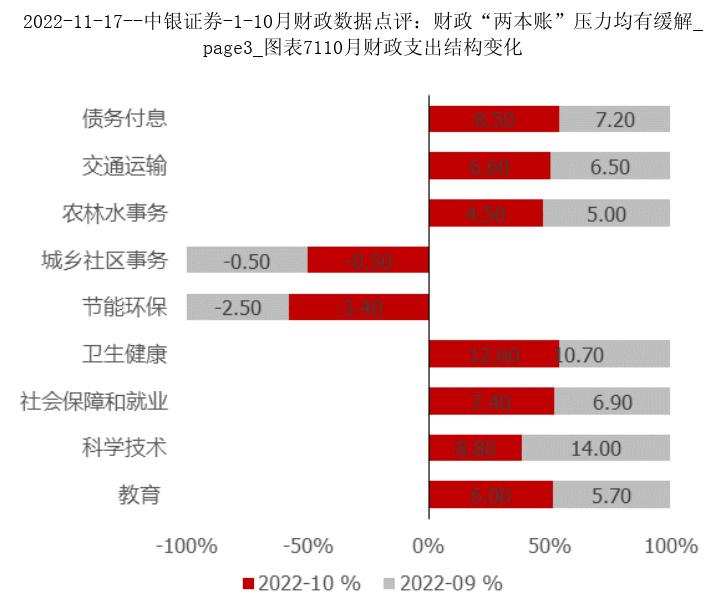 2022-11-17--中银证券-1-10月财政数据点评：财政“两本账”压力均有缓解_
page3_图表7110月财政支出结构变化
债务付息 8.50 7.20
交通运输 6.60 6.50
农林水事务 4.50 5.00
城乡社区事务 -0.50 -0.50
节能环保 -2.50 -3.40
卫生健康 12.60 10.70
社会保障和就业 7.40 6.90
科学技术 8.80 14.00
教育 6.00 5.70
-100% -50% 0% 50% 100%
2022-10 % 2022-09 %